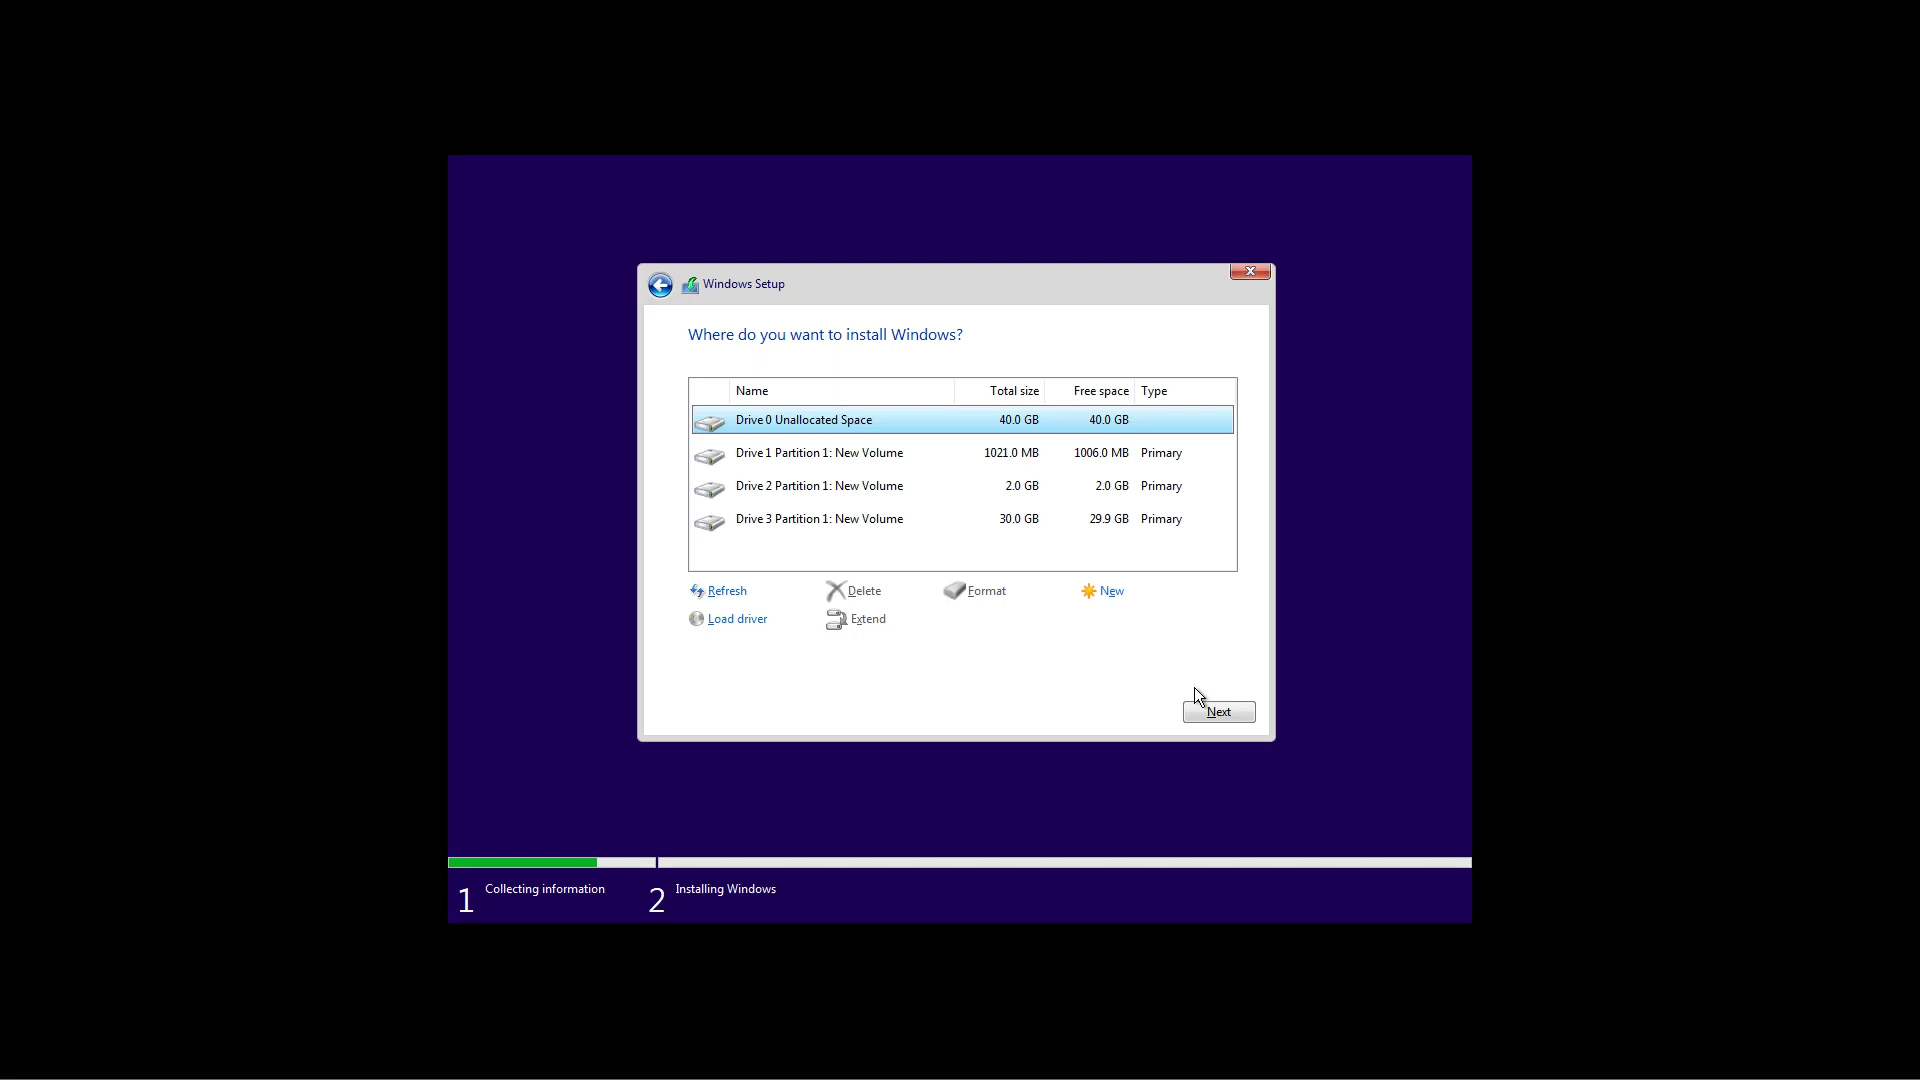 Windows Setup
Where do you want to install Windows?
Name Total size Free space Type
Drive 0 Unallocated Space 40.0 GB 40.0 GB
Drive 1 Partition 1: New Volume 1021.0 MB 1006.0 MB Primary
Drive 2 Partition 1: New Volume 2.0 GB 2.0 GB Primary
Drive 3 Partition 1: New Volume 30.0 GB 29.9 GB Primary
Refresh Delete Format New
Load driver Extend
Next
1 Collecting information 2 Installing Windows